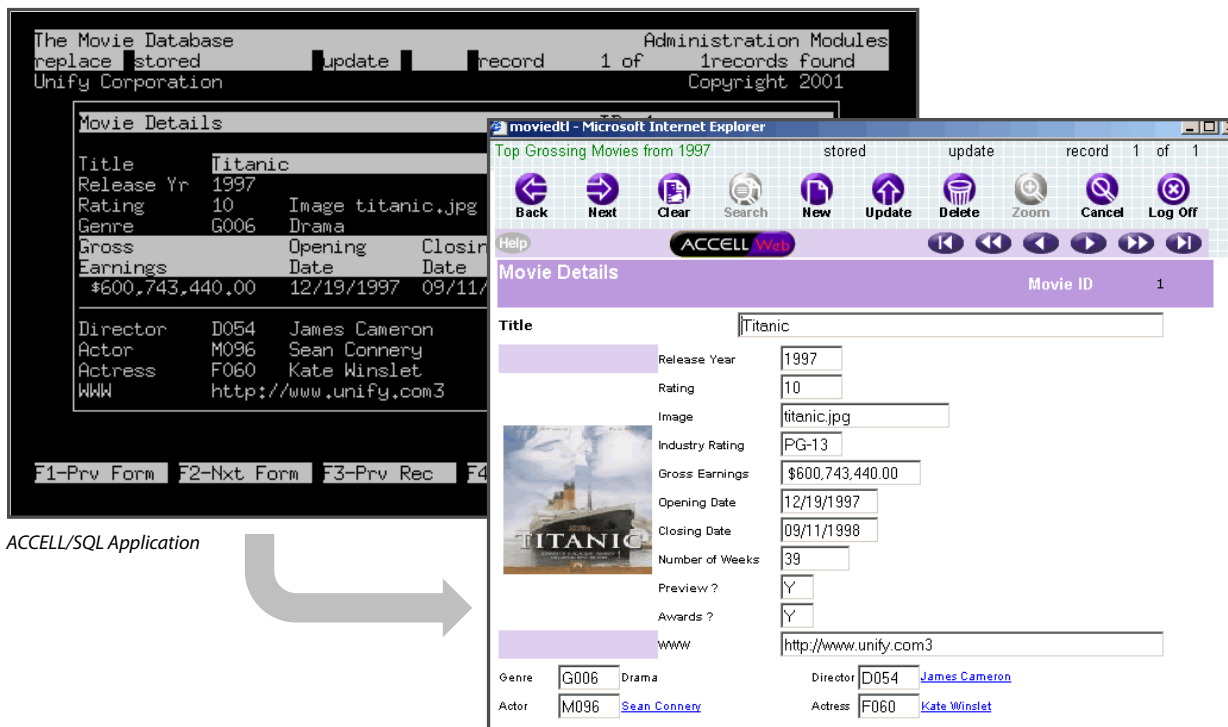 The Movie Database Administration Modules
replace stored update record 1 of 1records found
Unify Corporation Copyright 2001
Movie Details
Title Titanic
Release Yr 1997
Rating 10 Image titanic.jpg
Genre G006 Drama
Gross Opening Closin
Earnings Date Date
$600,743,440.00 12/19/1997 09/11/
Director D054 James Cameron
Actor M096 Sean Connery
Actress F060 Kate Winslet
WWW http://www.unify.com3
F1-Prv Form F2-Nxt Form F3-Prv Rec F4
ACCELL/SQL Application
moviedtl - Microsoft Internet Explorer
Top Grossing Movies from 1997 stored update record 1 of 1
Back Next Clear Search New Update Delete Zoom Cancel Log Off
Help ACCELL Web
Movie Details
Movie ID 1
Title Titanic
Release Year 1997
Rating 10
Image titanic.jpg
Industry Rating PG-13
Gross Earnings $600,743,440.00
Opening Date 12/19/1997
Closing Date 09/11/1998
Number of Weeks 39
Preview ? Y
Awards ? Y
WWW http://www.unify.com3
TITANIC
Genre G006 Drama Director D054 James Cameron
Actor M096 Sean Connery Actress F060 Kate Winslet